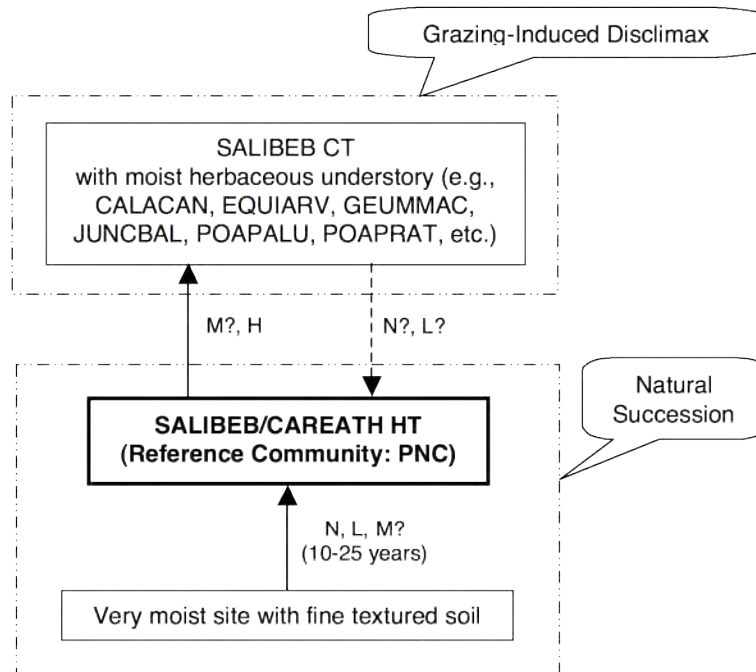 Grazing-Induced Disclimax
SALIBEB CT
with moist herbaceous understory (e.g.,
CALACAN, EQUIARV, GEUMMAC,
JUNCBAL, POAPALU, POAPRAT, etc.)
M?, H
N?, L?
Natural
Succession
SALIBEB/CAREATH HT
(Reference Community: PNC)
N, L, M?
(10-25 years)
Very moist site with fine textured soil